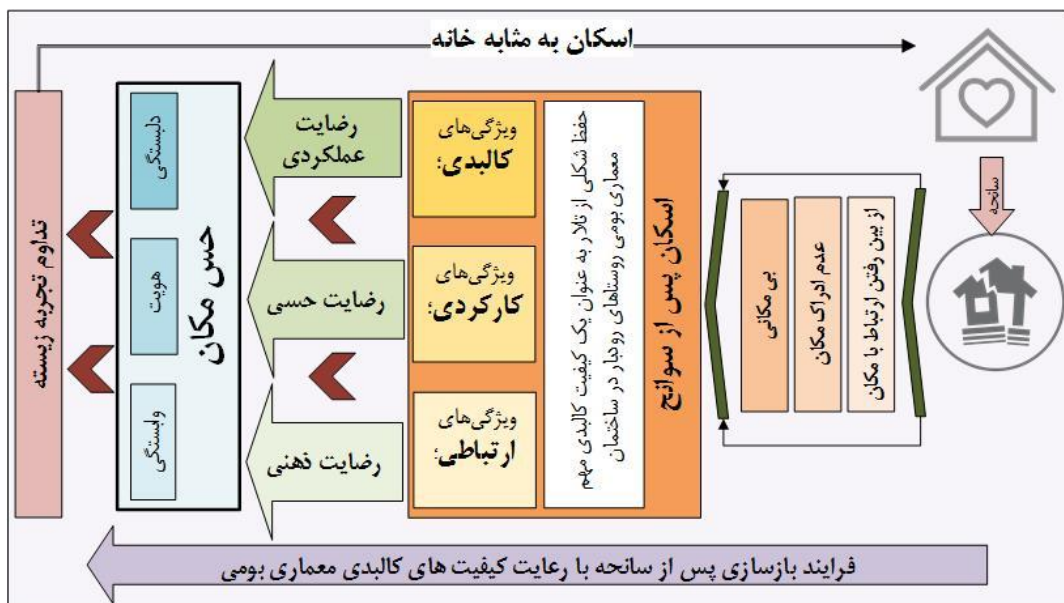 اسکان به مثابه خانه
سانحه
از بین رفتن ارتباط با مکان
عدم ادراک مکان
بی مکانی
اسکان پس از سوانح
حفظ شکلی از تلار به عنوان یک کیفیت کالبدی مهم
معماری بومی روستاهای رودبار در ساختمان
ویژگی‌های
کالبدی؛
ویژگی‌های
کارکردی؛
ویژگی‌های
ارتباطی؛
رضایت
عملکردی
رضایت حسی
رضایت ذهنی
حس مکان
دلبستگی
هویت
وابستگی
تداوم تجربه زیسته
فرایند بازسازی پس از سانحه با رعایت کیفیت های کالبدی معماری بومی